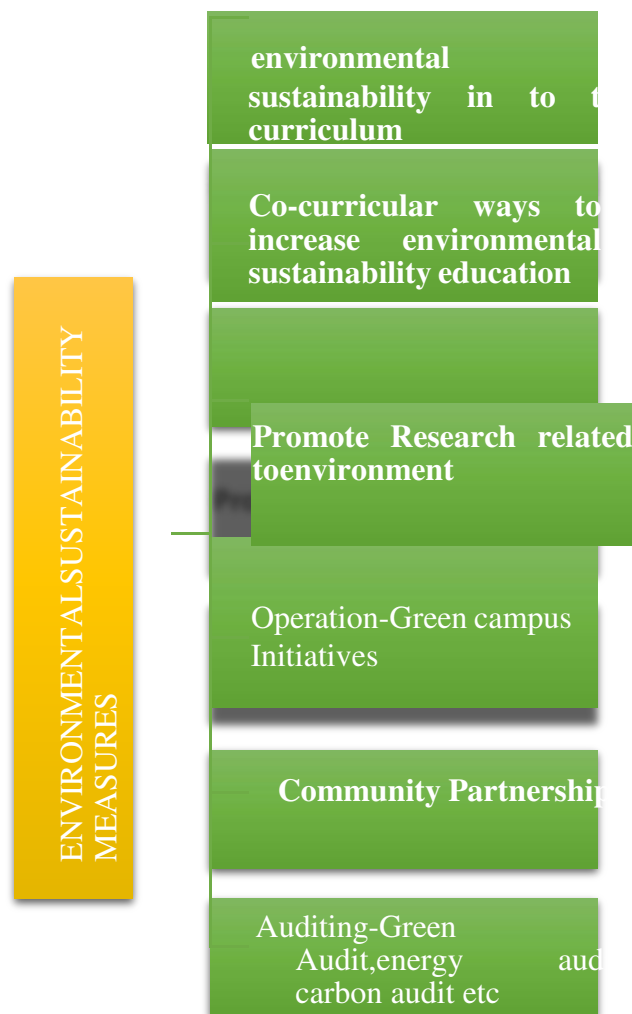 environmental
sustainability in to t
curriculum
Co-curricular ways to
increase environmental
sustainability education
ENVIRONMENTALSUSTAINABILITY
MEASURES
Promote Research related
toenvironment
Operation-Green campus
Initiatives
Community Partnership
Auditing-Green
Audit,energy aud
carbon audit etc